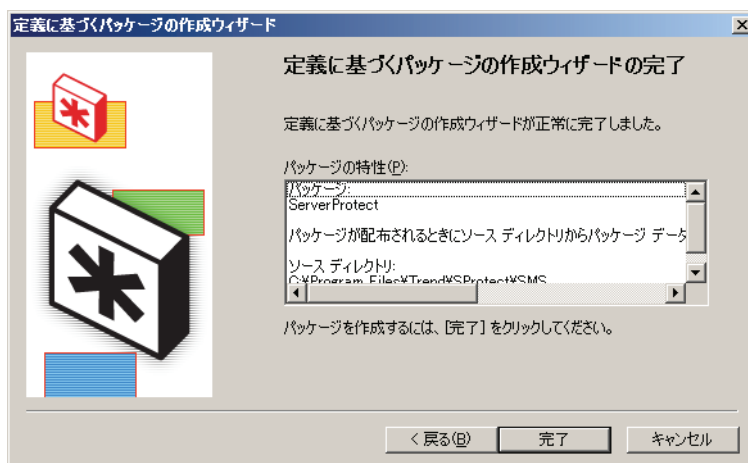 定義に基づくパッケージの作成ウィザード
定義に基づくパッケージの作成ウィザードの完了
定義に基づくパッケージの作成ウィザードが正常に完了しました。
パッケージの特性(P):
パッケージ:
ServerProtect
パッケージが配布されるときにソース ディレクトリからパッケージ データ
ソース ディレクトリ:
C:¥Program Files¥Trend¥SProtect¥SMS
パッケージを作成するには、[完了] をクリックしてください。
< 戻る(B) 完了 キャンセル